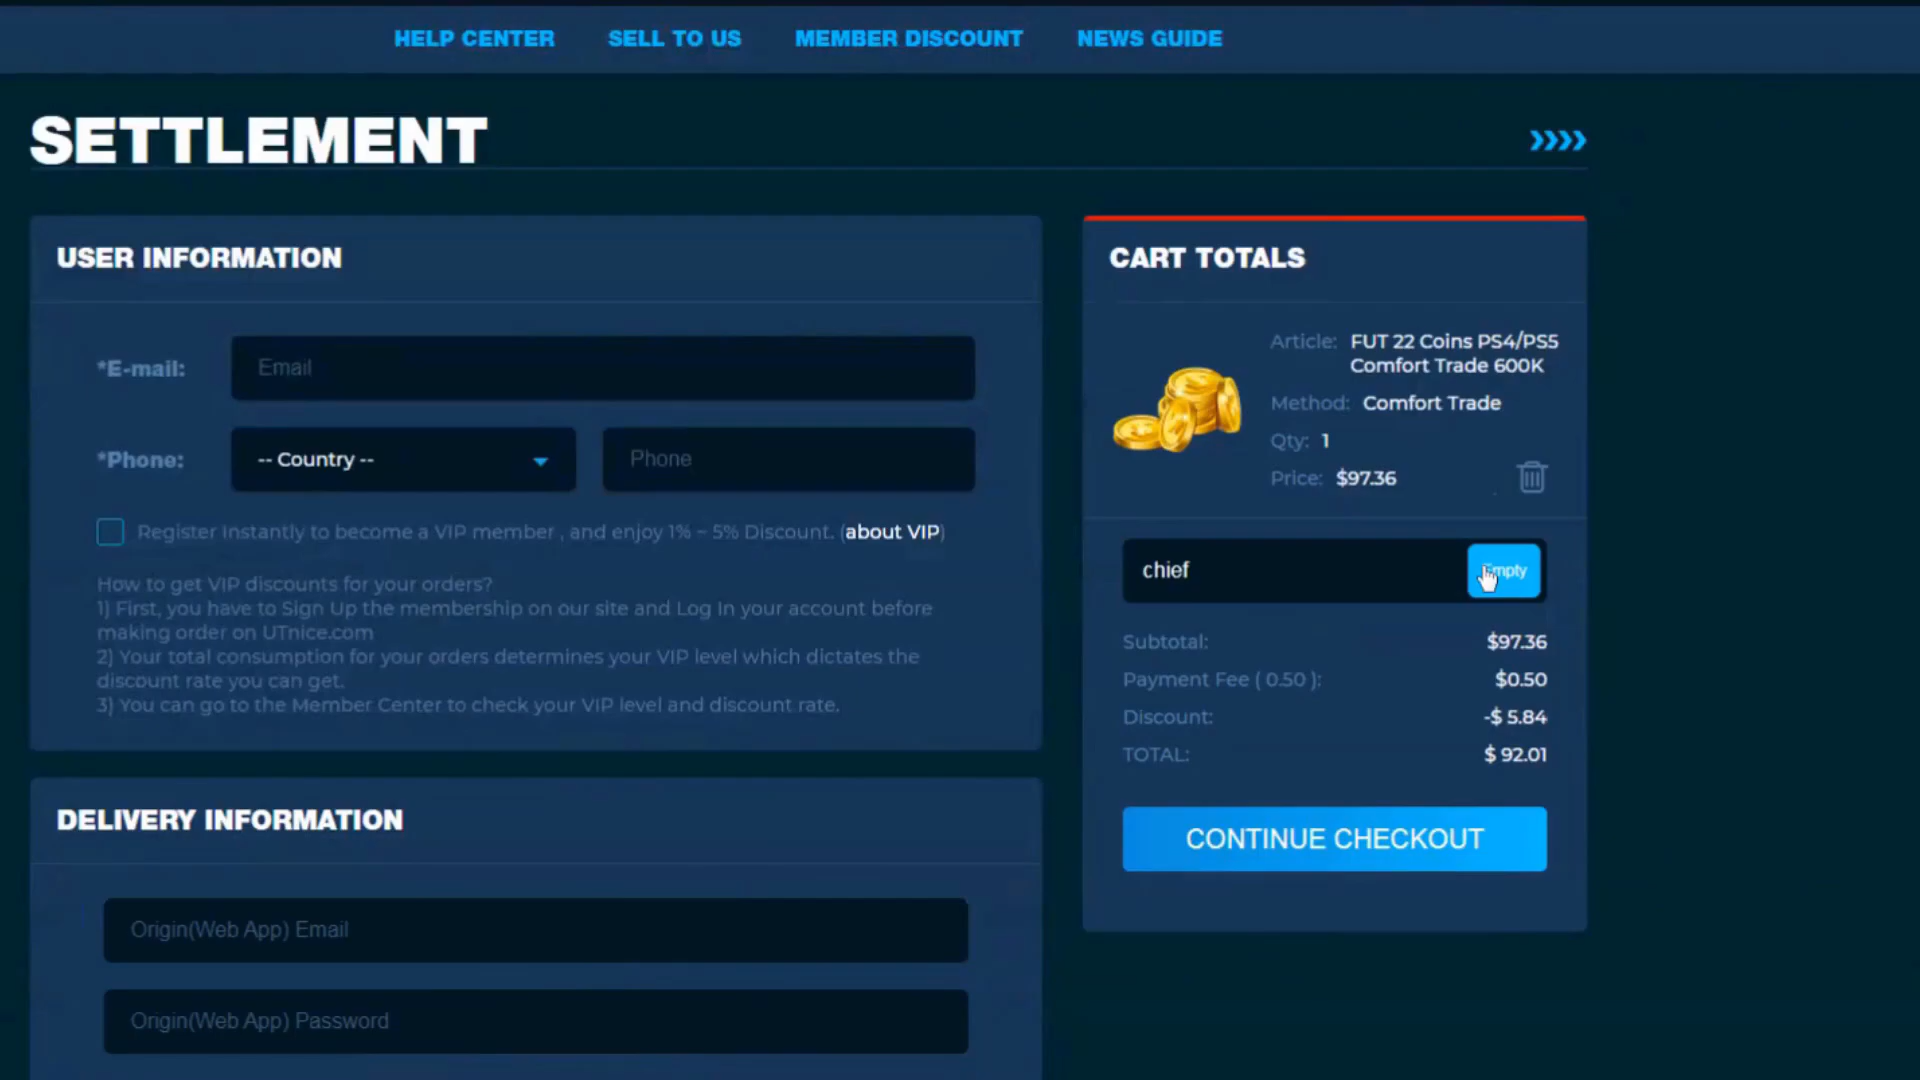 HELP CENTER SELL TO US MEMBER DISCOUNT NEWS GUIDE
SETTLEMENT
USER INFORMATION
*E-mail: Email
*Phone: -- Country -- Phone
Register Instantly to become a VIP member , and enjoy 1% ~ 5% Discount. (about VIP)
How to get VIP discounts for your orders?
1) First, you have to Sign Up the membership on our site and Log In your account before
making order on UTnice.com
2) Your total consumption for your orders determines your VIP level which dictates the
discount rate you can get.
3) You can go to the Member Center to check your VIP level and discount rate.
DELIVERY INFORMATION
Origin(Web App) Email
Origin(Web App) Password
CART TOTALS
Article: FUT 22 Coins PS4/PS5
Comfort Trade 600K
Method: Comfort Trade
Qty: 1
Price: $97.36
chief Empty
Subtotal: $97.36
Payment Fee ( 0.50 ): $0.50
Discount: -$ 5.84
TOTAL: $ 92.01
CONTINUE CHECKOUT